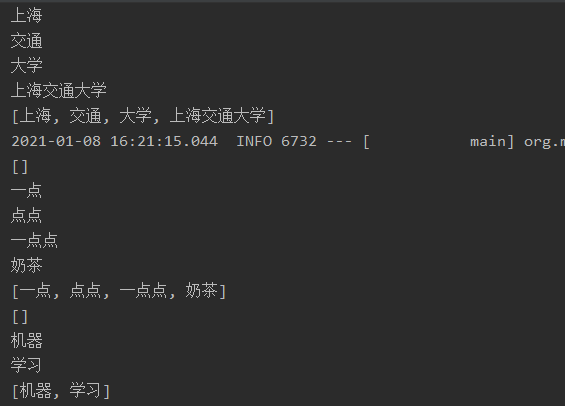 上海
交通
大学
上海交通大学
[上海, 交通, 大学, 上海交通大学]
2021-01-08 16:21:15.044  INFO 6732 --- [           main] org.m
[]
一点
点点
一点点
奶茶
[一点, 点点, 一点点, 奶茶]
[]
机器
学习
[机器, 学习]